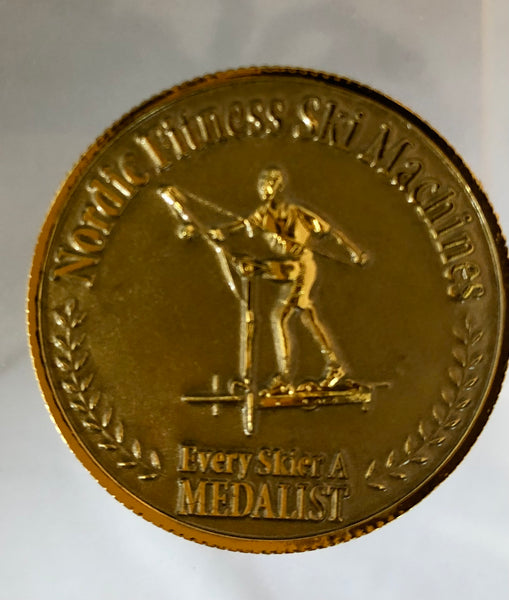 Nordic Fitness Ski Machines
Every Skier A
MEDALIST